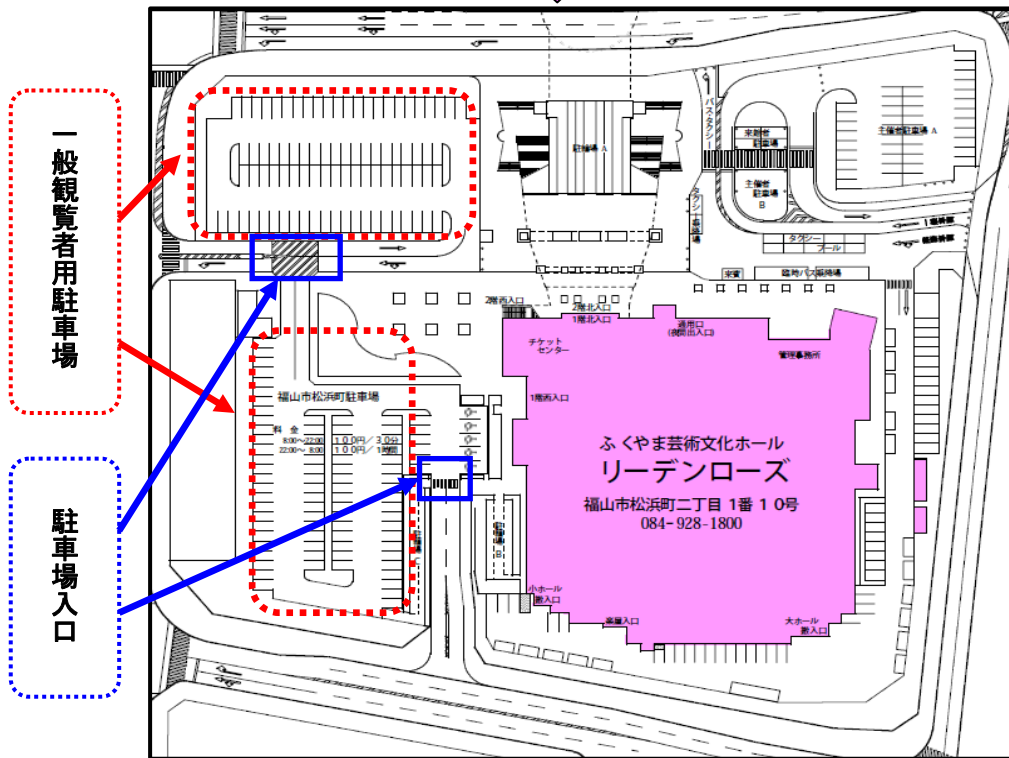 一般観覧者用駐車場
駐車場入口
駐輪場 A
バス・タクシー
来館者
駐車場
主催者
駐車場
B
主催者駐車場 A
タクシー
プール
来賓
臨時バス乗降場
2階西入口
2階北入口
1階北入口
通用口
(夜間出入口)
チケット
センター
管理事務所
1階西入口
福山市松浜町駐車場
料 金
8:00~22:00 100円/30分
22:00~ 8:00 100円/1時間
ふくやま芸術文化ホール
リーデンローズ
福山市松浜町二丁目1番10号
084-928-1800
駐輪場 C
駐輪場 B
小ホール
搬入口
楽屋入口
大ホール
搬入口